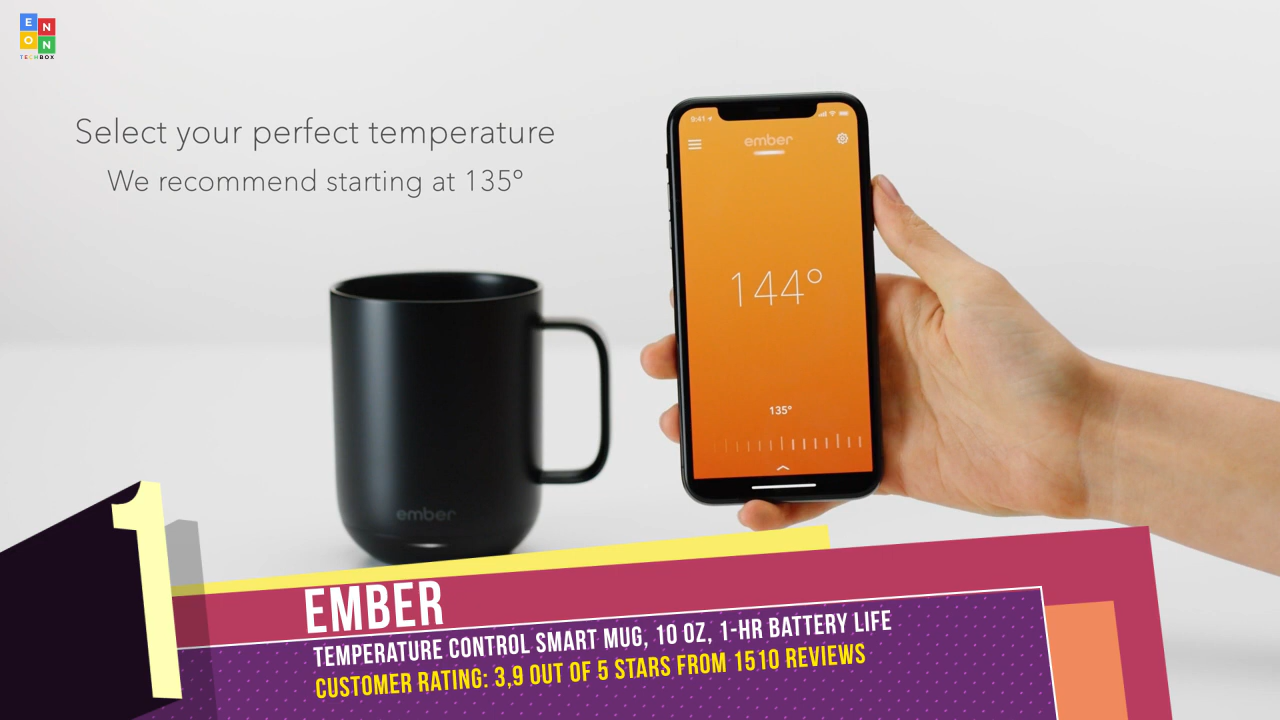 E N
O N
TECHBOX
Select your perfect temperature
We recommend starting at 135°
9:41
ember
144°
135°
ember
1
EMBER
TEMPERATURE CONTROL SMART MUG, 10 OZ, 1-HR BATTERY LIFE
CUSTOMER RATING: 3,9 OUT OF 5 STARS FROM 1510 REVIEWS